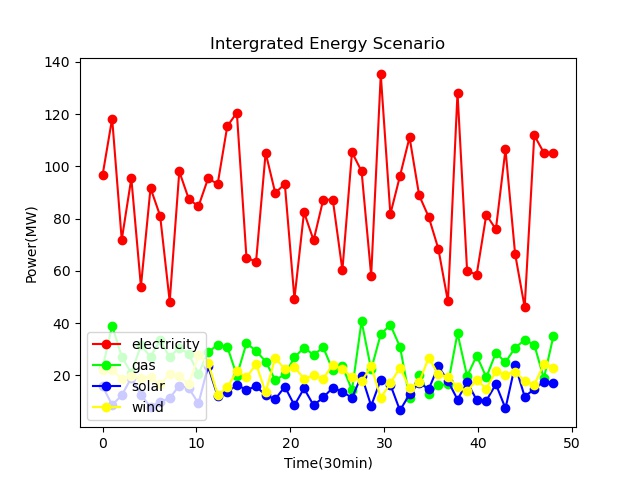 Intergrated Energy Scenario
Power(MW)
140
120
100
80
60
40
20
electricity
gas
solar
wind
0
10
20
30
40
50
Time(30min)